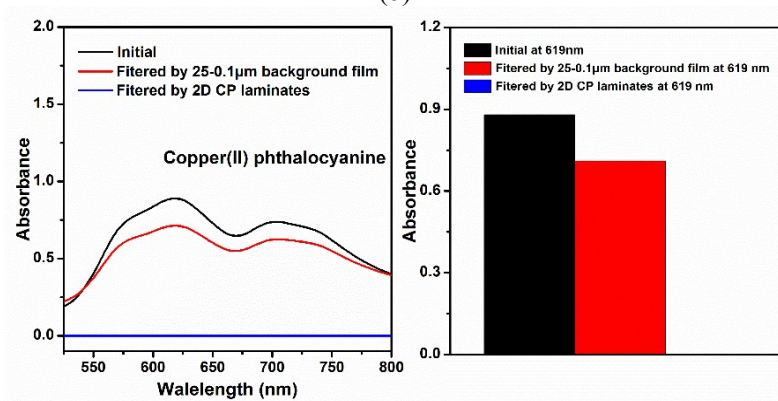 2.0
1.5
1.0
0.5
0.0
Absorbance
Initial
Fitered by 25-0.1μm background film
Fitered by 2D CP laminates
Copper(II) phthalocyanine
550 600 650 700 750 800
Walelength (nm)
1.2
0.9
0.6
0.3
0.0
Absorbance
Initial at 619nm
Fitered by 25-0.1μm background film at 619 nm
Fitered by 2D CP laminates at 619 nm